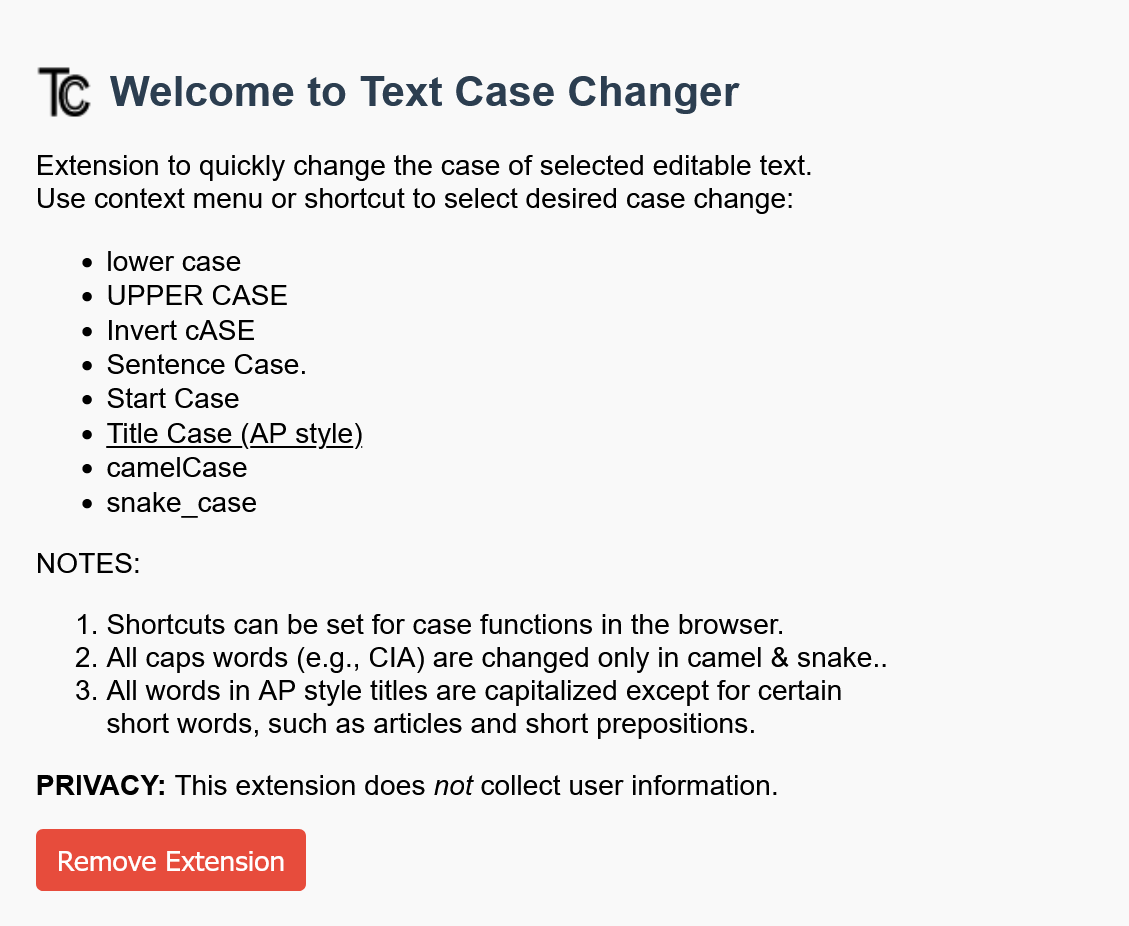 TC Welcome to Text Case Changer
Extension to quickly change the case of selected editable text.
Use context menu or shortcut to select desired case change:
• lower case
• UPPER CASE
• Invert cASE
• Sentence Case.
• Start Case
• Title Case (AP style)
• camelCase
• snake_case
NOTES:
1. Shortcuts can be set for case functions in the browser.
2. All caps words (e.g., CIA) are changed only in camel & snake..
3. All words in AP style titles are capitalized except for certain
short words, such as articles and short prepositions.
PRIVACY: This extension does not collect user information.
Remove Extension